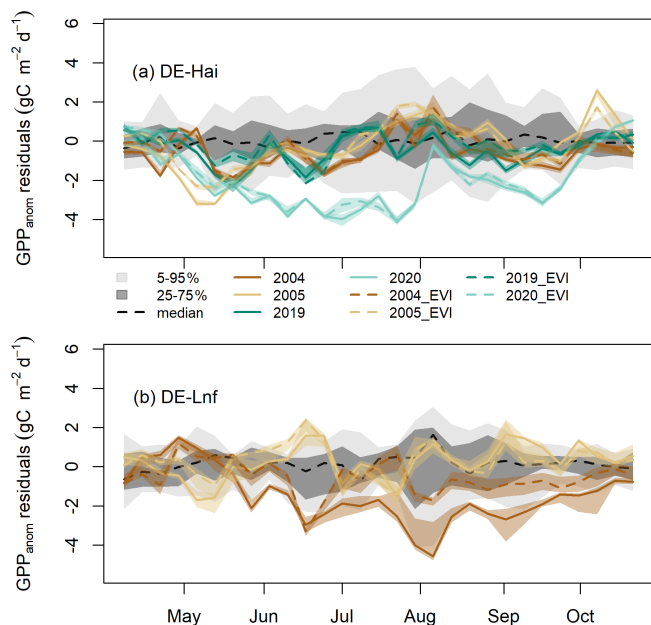 GPPanom residuals (gC m−2 d−1)
6
4
2
0
-2
-4
(a) DE-Hai
5-95% 2004 2020 2019_EVI
25-75% 2005 2004_EVI 2020_EVI
median 2019 2005_EVI
GPPanom residuals (gC m−2 d−1)
6
4
2
0
-2
-4
(b) DE-Lnf
May Jun Jul Aug Sep Oct